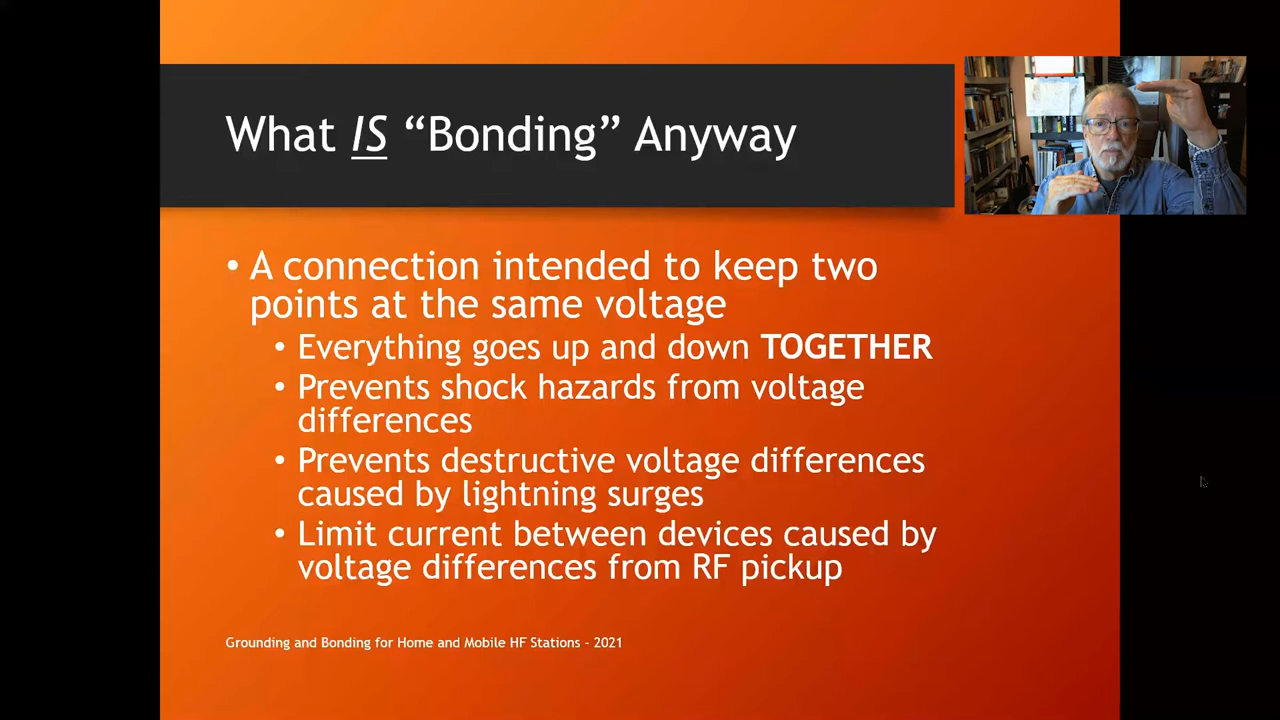 What IS “Bonding” Anyway
• A connection intended to keep two
points at the same voltage
• Everything goes up and down TOGETHER
• Prevents shock hazards from voltage
differences
• Prevents destructive voltage differences
caused by lightning surges
• Limit current between devices caused by
voltage differences from RF pickup
Grounding and Bonding for Home and Mobile HF Stations - 2021